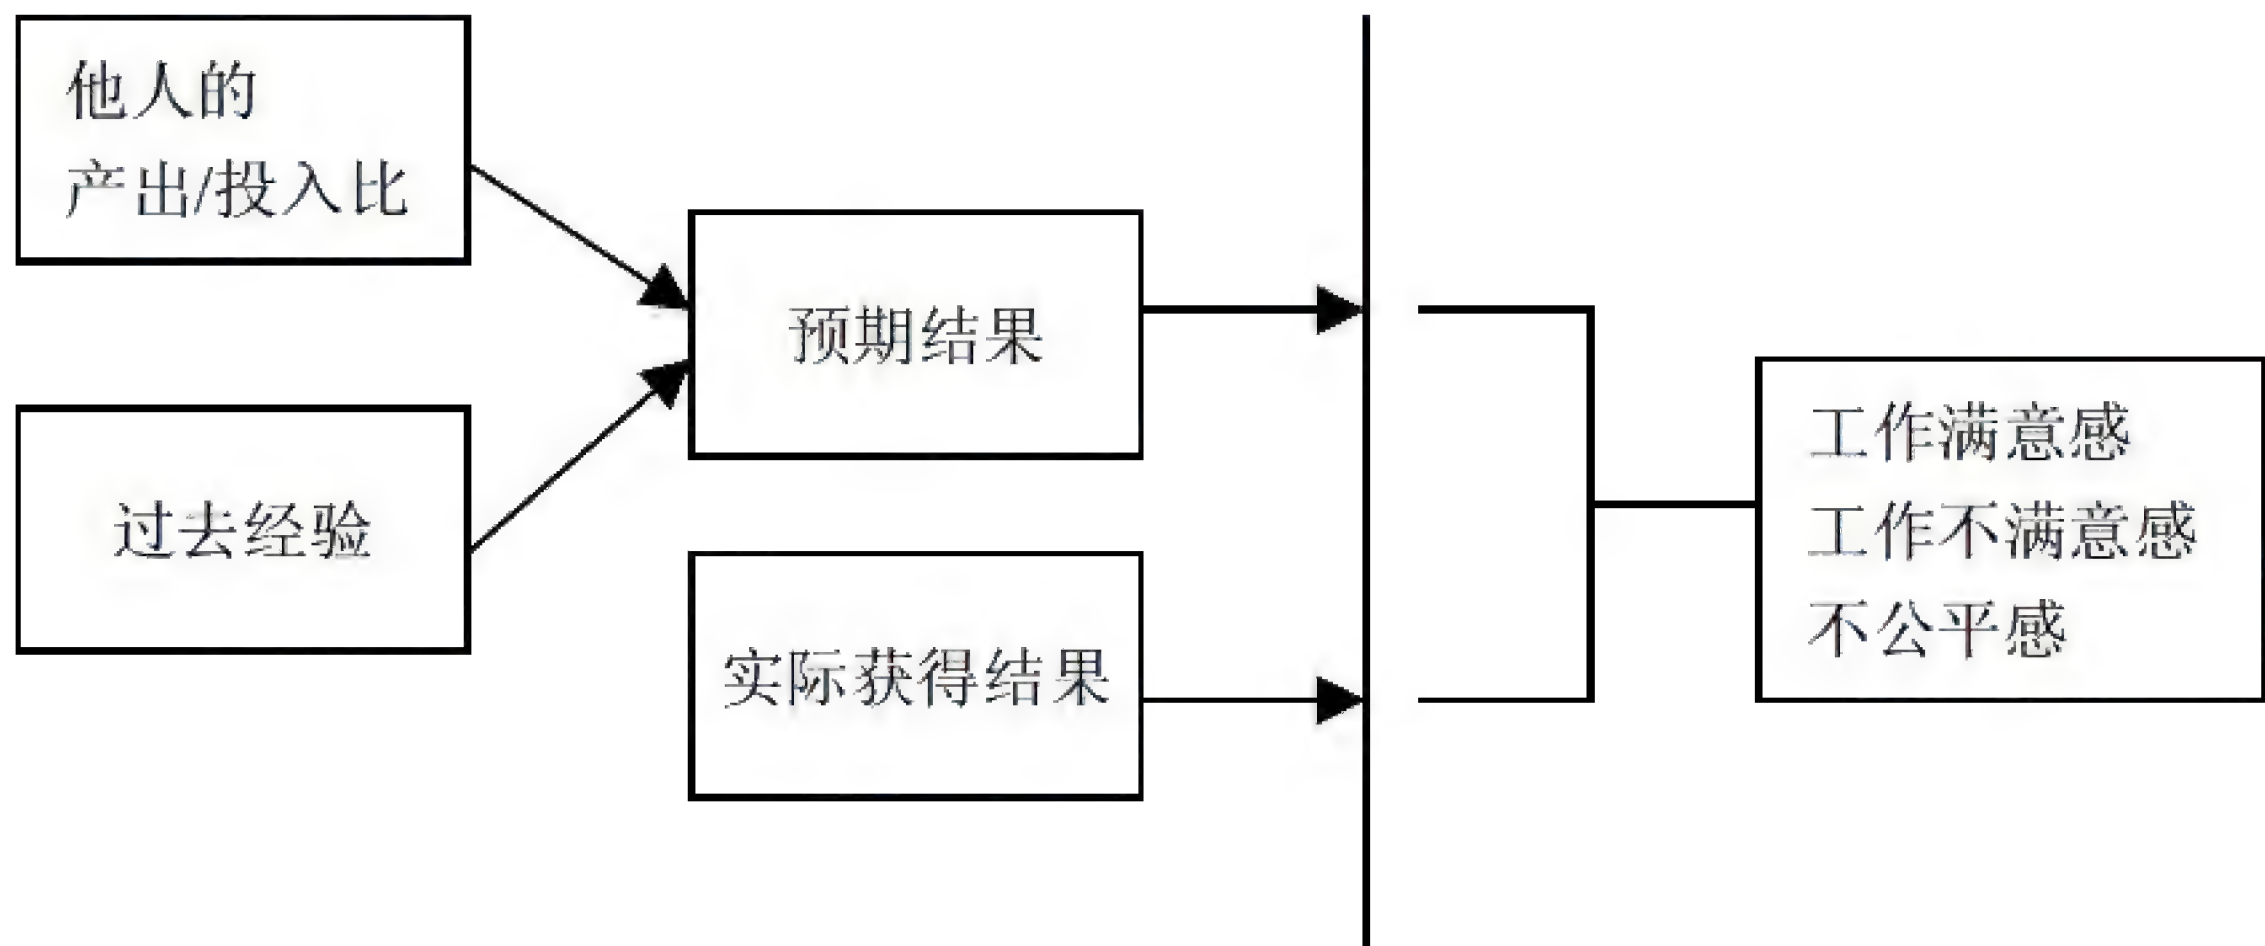 他人的
产出/投入比
预期结果
过去经验
实际获得结果
工作满意感
工作不满意感
不公平感